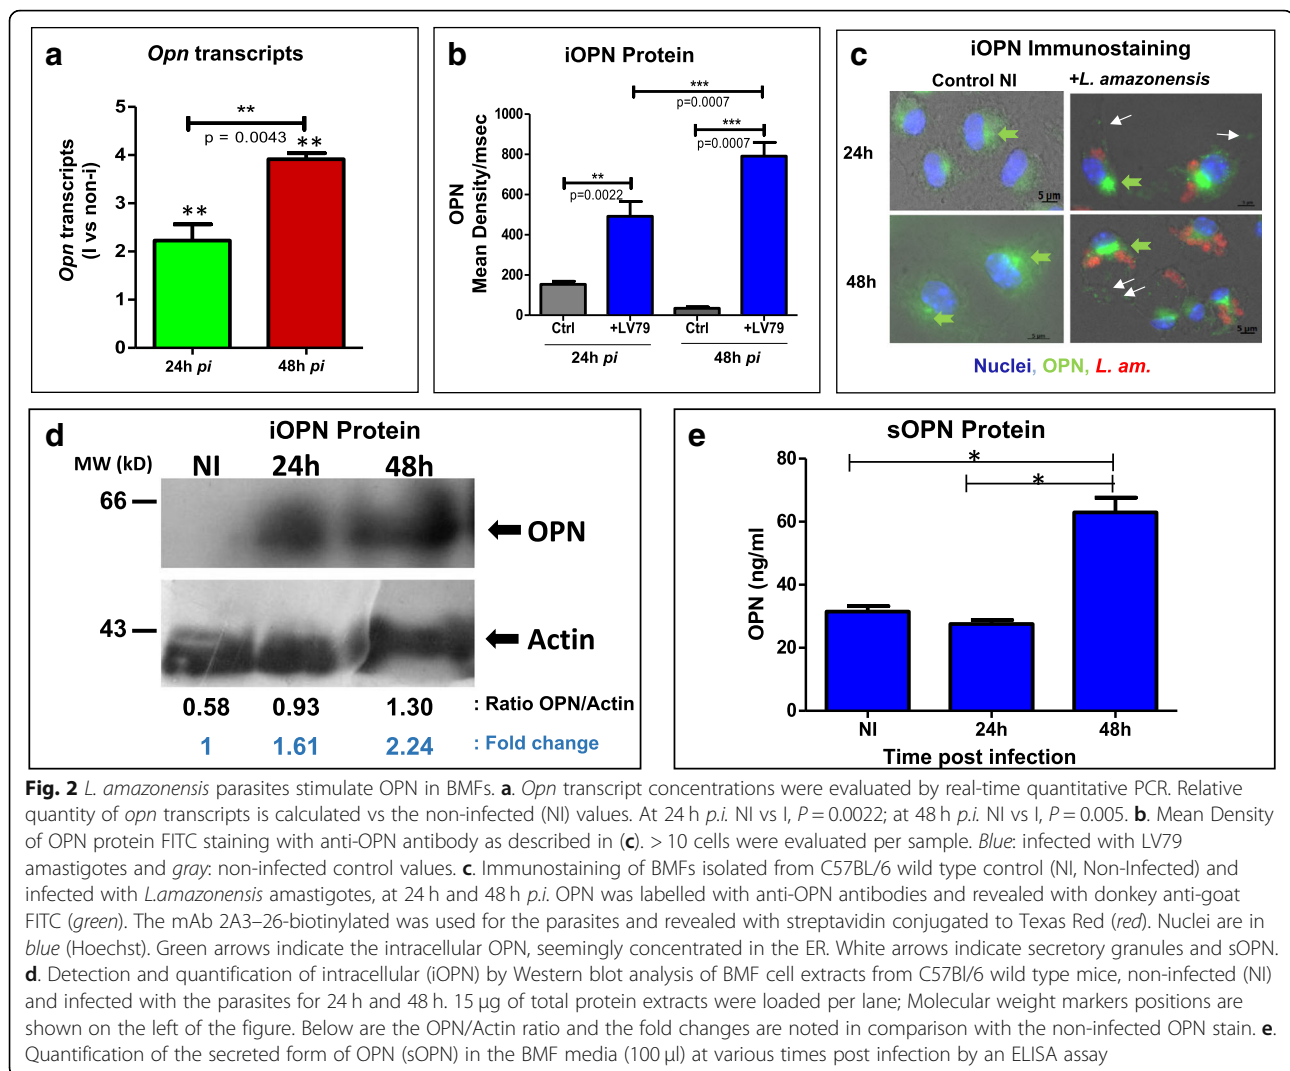 a
Opn transcripts
Opn transcripts
(I vs non-i)
5
4
3
2
1
0
**
p = 0.0043
**
**
24h pi
48h pi
b
iOPN Protein
OPN
Mean Density/msec
1000
800
600
400
200
0
***
p=0.0007
***
p=0.0007
**
p=0.0022
Ctrl
+LV79
Ctrl
+LV79
24h pi
48h pi
c
iOPN Immunostaining
Control NI
+L. amazonensis
24h
48h
5 µm
5 µm
5 µm
5 µm
Nuclei, OPN, L. am.
d
iOPN Protein
MW (kD)
NI
24h
48h
66
OPN
43
Actin
0.58 0.93 1.30 : Ratio OPN/Actin
1 1.61 2.24 : Fold change
e
sOPN Protein
OPN (ng/ml)
80
60
40
20
0
*
*
NI
24h
48h
Time post infection
Fig. 2 L. amazonensis parasites stimulate OPN in BMFs. a. Opn transcript concentrations were evaluated by real-time quantitative PCR. Relative
quantity of opn transcripts is calculated vs the non-infected (NI) values. At 24 h p.i. NI vs I, P = 0.0022; at 48 h p.i. NI vs I, P = 0.005. b. Mean Density
of OPN protein FITC staining with anti-OPN antibody as described in (c). > 10 cells were evaluated per sample. Blue: infected with LV79
amastigotes and gray: non-infected control values. c. Immunostaining of BMFs isolated from C57BL/6 wild type control (NI, Non-Infected) and
infected with L.amazonensis amastigotes, at 24 h and 48 h p.i. OPN was labelled with anti-OPN antibodies and revealed with donkey anti-goat
FITC (green). The mAb 2A3–26-biotinylated was used for the parasites and revealed with streptavidin conjugated to Texas Red (red). Nuclei are in
blue (Hoechst). Green arrows indicate the intracellular OPN, seemingly concentrated in the ER. White arrows indicate secretory granules and sOPN.
d. Detection and quantification of intracellular (iOPN) by Western blot analysis of BMF cell extracts from C57Bl/6 wild type mice, non-infected (NI)
and infected with the parasites for 24 h and 48 h. 15 µg of total protein extracts were loaded per lane; Molecular weight markers positions are
shown on the left of the figure. Below are the OPN/Actin ratio and the fold changes are noted in comparison with the non-infected OPN stain. e.
Quantification of the secreted form of OPN (sOPN) in the BMF media (100 µl) at various times post infection by an ELISA assay